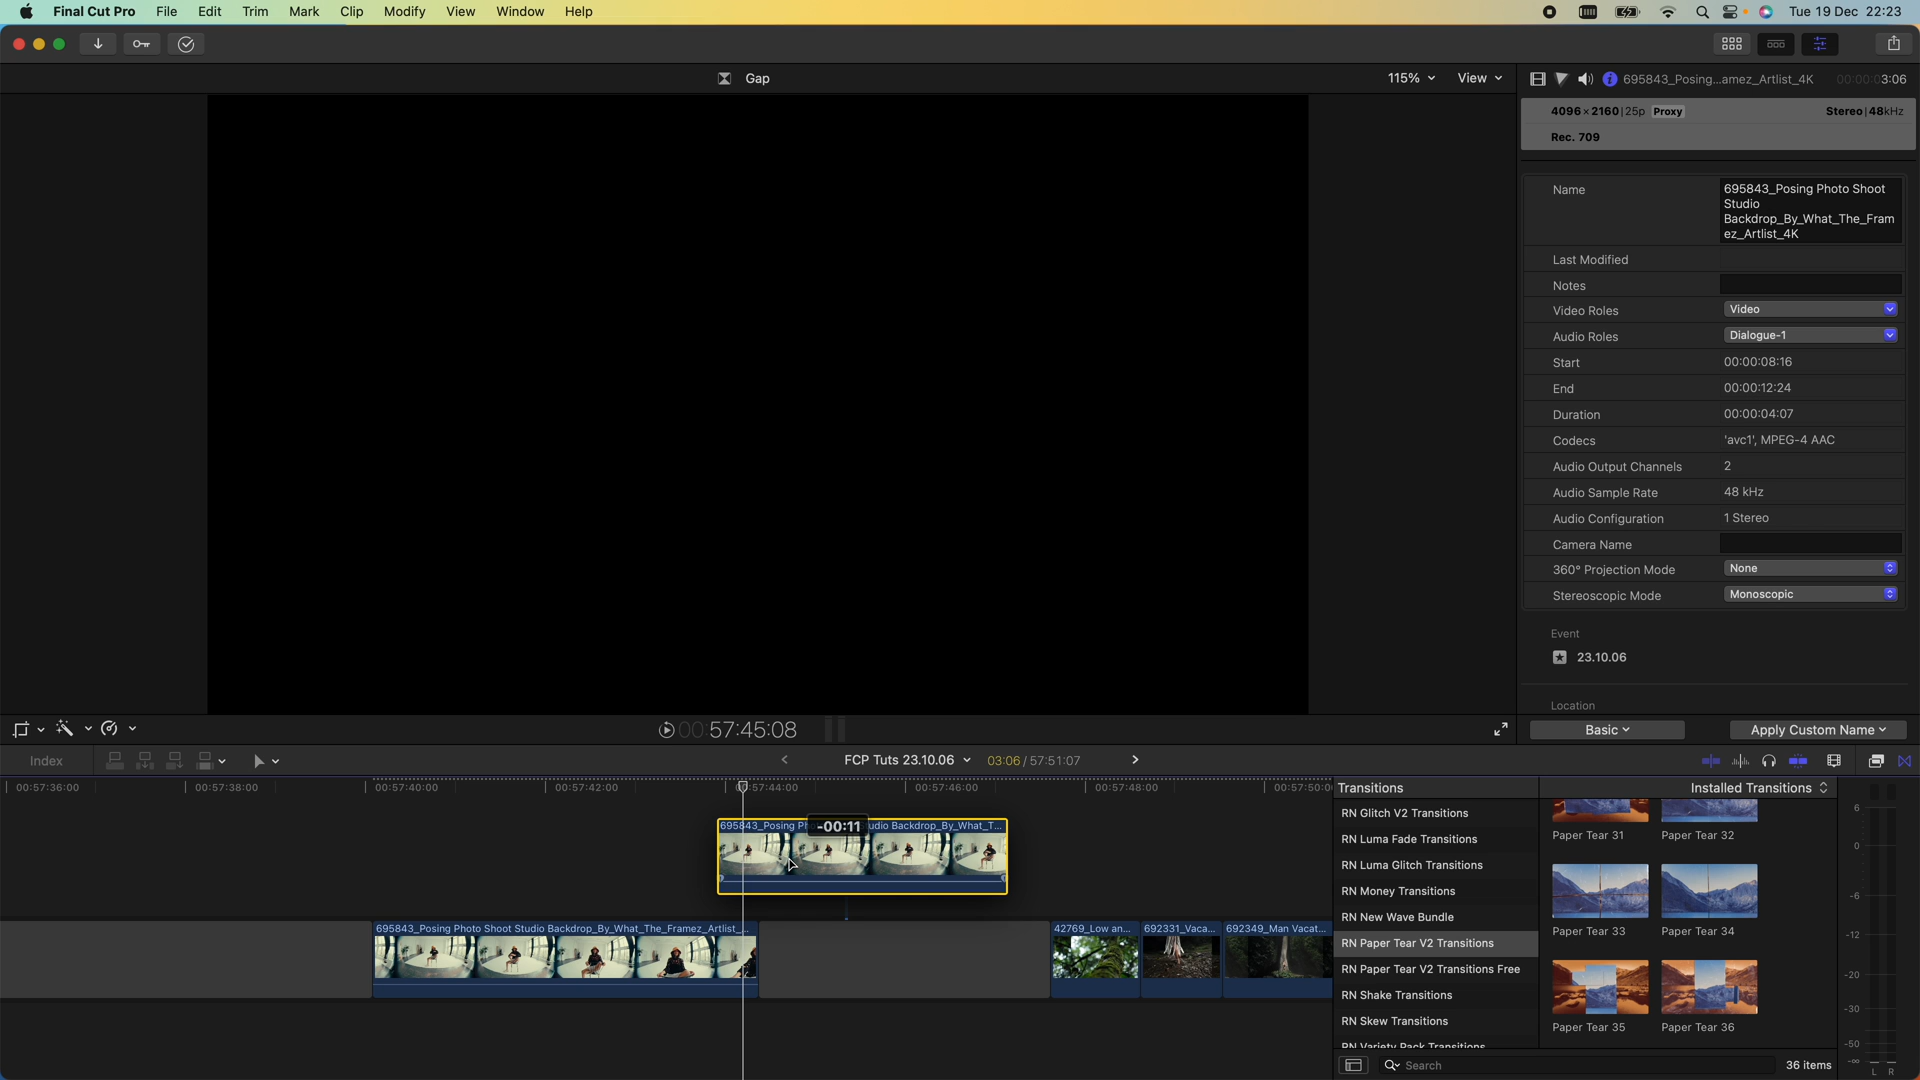 Final Cut Pro File Edit Trim Mark Clip Modify View Window Help Tue 19 Dec 22:23
Gap 115% View
695843_Posing...amez_Artlist_4K 00:00:03:06
4096 × 2160 | 25p Proxy Stereo | 48kHz
Rec. 709
Name
695843_Posing Photo Shoot
Studio
Backdrop_By_What_The_Fram
ez_Artlist_4K
Last Modified
Notes
Video Roles Video
Audio Roles Dialogue-1
Start 00:00:08:16
End 00:00:12:24
Duration 00:00:04:07
Codecs 'avc1', MPEG-4 AAC
Audio Output Channels 2
Audio Sample Rate 48 kHz
Audio Configuration 1 Stereo
Camera Name
360° Projection Mode None
Stereoscopic Mode Monoscopic
Event
23.10.06
Location
Basic Apply Custom Name
00:57:45:08
Index FCP Tuts 23.10.06 03:06 / 57:51:07
00:57:36:00 00:57:38:00 00:57:40:00 00:57:42:00 :57:44:00 00:57:46:00 00:57:48:00 00:57:50:0
695843_Posing Ph -00:11 udio Backdrop_By_What_T...
695843_Posing Photo Shoot Studio Backdrop_By_What_The_Framez_Artlist_...
42769_Low an... 692331_Vaca... 692349_Man Vacat...
Transitions
RN Glitch V2 Transitions
RN Luma Fade Transitions
RN Luma Glitch Transitions
RN Money Transitions
RN New Wave Bundle
RN Paper Tear V2 Transitions
RN Paper Tear V2 Transitions Free
RN Shake Transitions
RN Skew Transitions
RN Variety Pack Transitions
Installed Transitions
Paper Tear 31 Paper Tear 32
Paper Tear 33 Paper Tear 34
Paper Tear 35 Paper Tear 36
Search 36 items
6
0
-6
-12
-20
-30
-50
-∞
L R